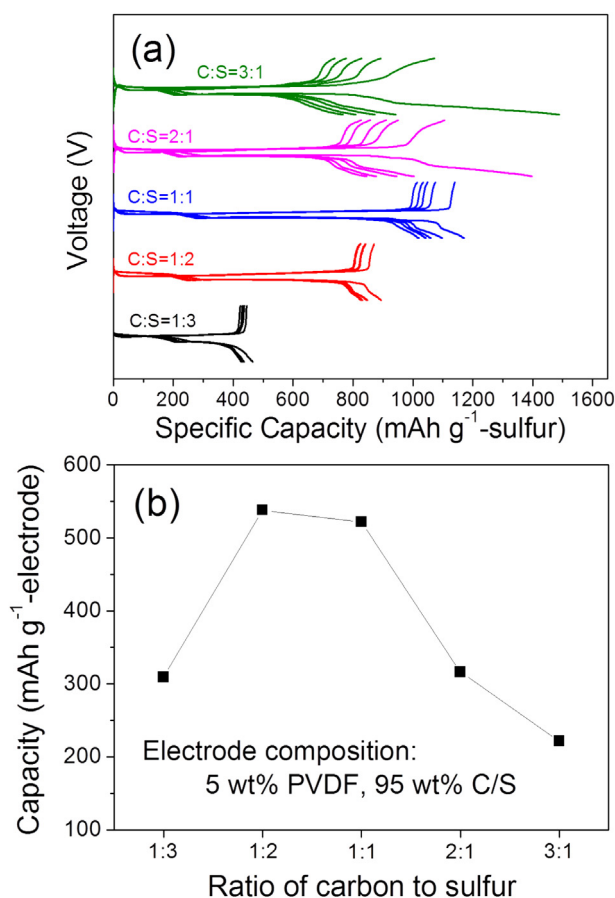 (a)
C:S=3:1
C:S=2:1
C:S=1:1
C:S=1:2
C:S=1:3
Voltage (V)
0 200 400 600 800 1000 1200 1400 1600
Specific Capacity (mAh g⁻¹-sulfur)
(b)
600
500
400
300
200
100
Capacity (mAh g⁻¹-electrode)
Electrode composition:
5 wt% PVDF, 95 wt% C/S
1:3 1:2 1:1 2:1 3:1
Ratio of carbon to sulfur